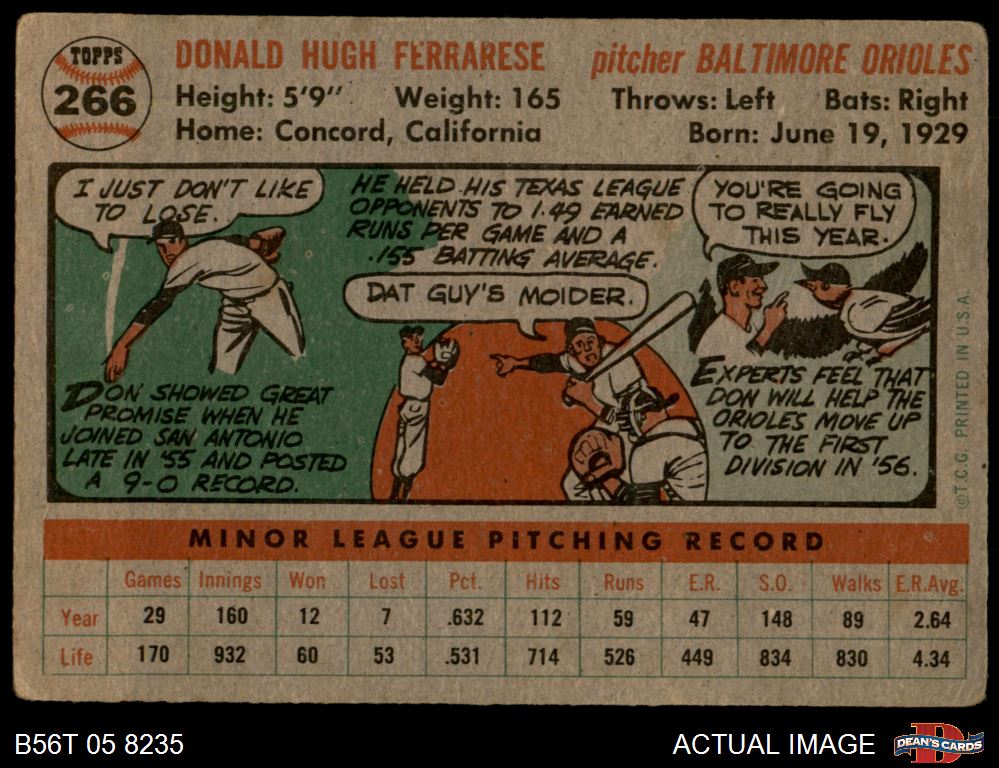 TOPPS
266
DONALD HUGH FERRARESE pitcher BALTIMORE ORIOLES
Height: 5'9" Weight: 165 Throws: Left Bats: Right
Home: Concord, California Born: June 19, 1929
I JUST DON'T LIKE
TO LOSE.
DON SHOWED GREAT
PROMISE WHEN HE
JOINED SAN ANTONIO
LATE IN '55 AND POSTED
A 9-0 RECORD.
HE HELD HIS TEXAS LEAGUE
OPPONENTS TO 1.49 EARNED
RUNS PER GAME AND A
.155 BATTING AVERAGE.
DAT GUY'S MOIDER.
YOU'RE GOING
TO REALLY FLY
THIS YEAR.
EXPERTS FEEL THAT
DON WILL HELP THE
ORIOLES MOVE UP
TO THE FIRST
DIVISION IN '56.
©T.C.G. PRINTED IN U.S.A.
MINOR LEAGUE PITCHING RECORD
Games Innings Won Lost Pct. Hits Runs E.R. S.O. Walks E.R.Avg.
Year 29 160 12 7 .632 112 59 47 148 89 2.64
Life 170 932 60 53 .531 714 526 449 834 830 4.34
B56T 05 8235
ACTUAL IMAGE
D
DEAN'S CARDS